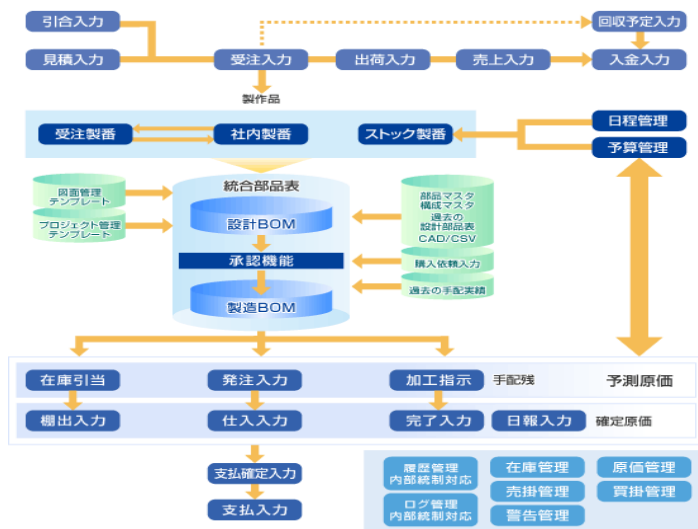 引合入力
回収予定入力
見積入力
受注入力
出荷入力
売上入力
入金入力
製作品
受注製番
社内製番
ストック製番
日程管理
予算管理
統合部品表
図面管理
テンプレート
プロジェクト管理
テンプレート
設計BOM
部品マスタ
構成マスタ
過去の
設計部品表
CAD/CSV
承認機能
購入依頼入力
過去の手配実績
製造BOM
在庫引当
発注入力
加工指示
手配残
予測原価
棚出入力
仕入入力
完了入力
日報入力
確定原価
支払確定入力
支払入力
履歴管理
内部統制対応
在庫管理
原価管理
売掛管理
買掛管理
ログ管理
内部統制対応
警告管理